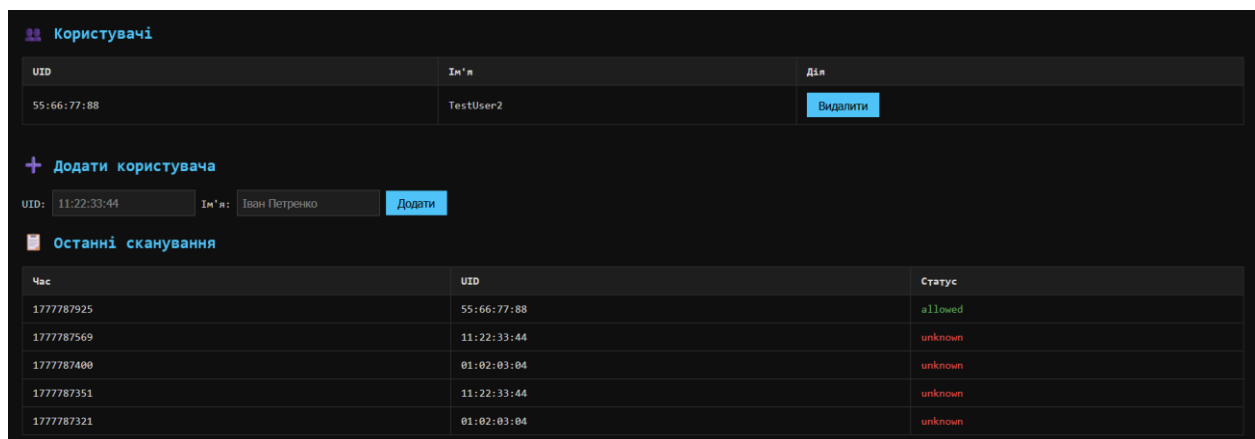 Користувачі
UID Ім'я Дія
55:66:77:88 TestUser2 Видалити
Додати користувача
UID: 11:22:33:44 Ім'я: Іван Петренко Додати
Останні сканування
Час UID Статус
1777787925 55:66:77:88 allowed
1777787569 11:22:33:44 unknown
1777787400 01:02:03:04 unknown
1777787351 11:22:33:44 unknown
1777787321 01:02:03:04 unknown